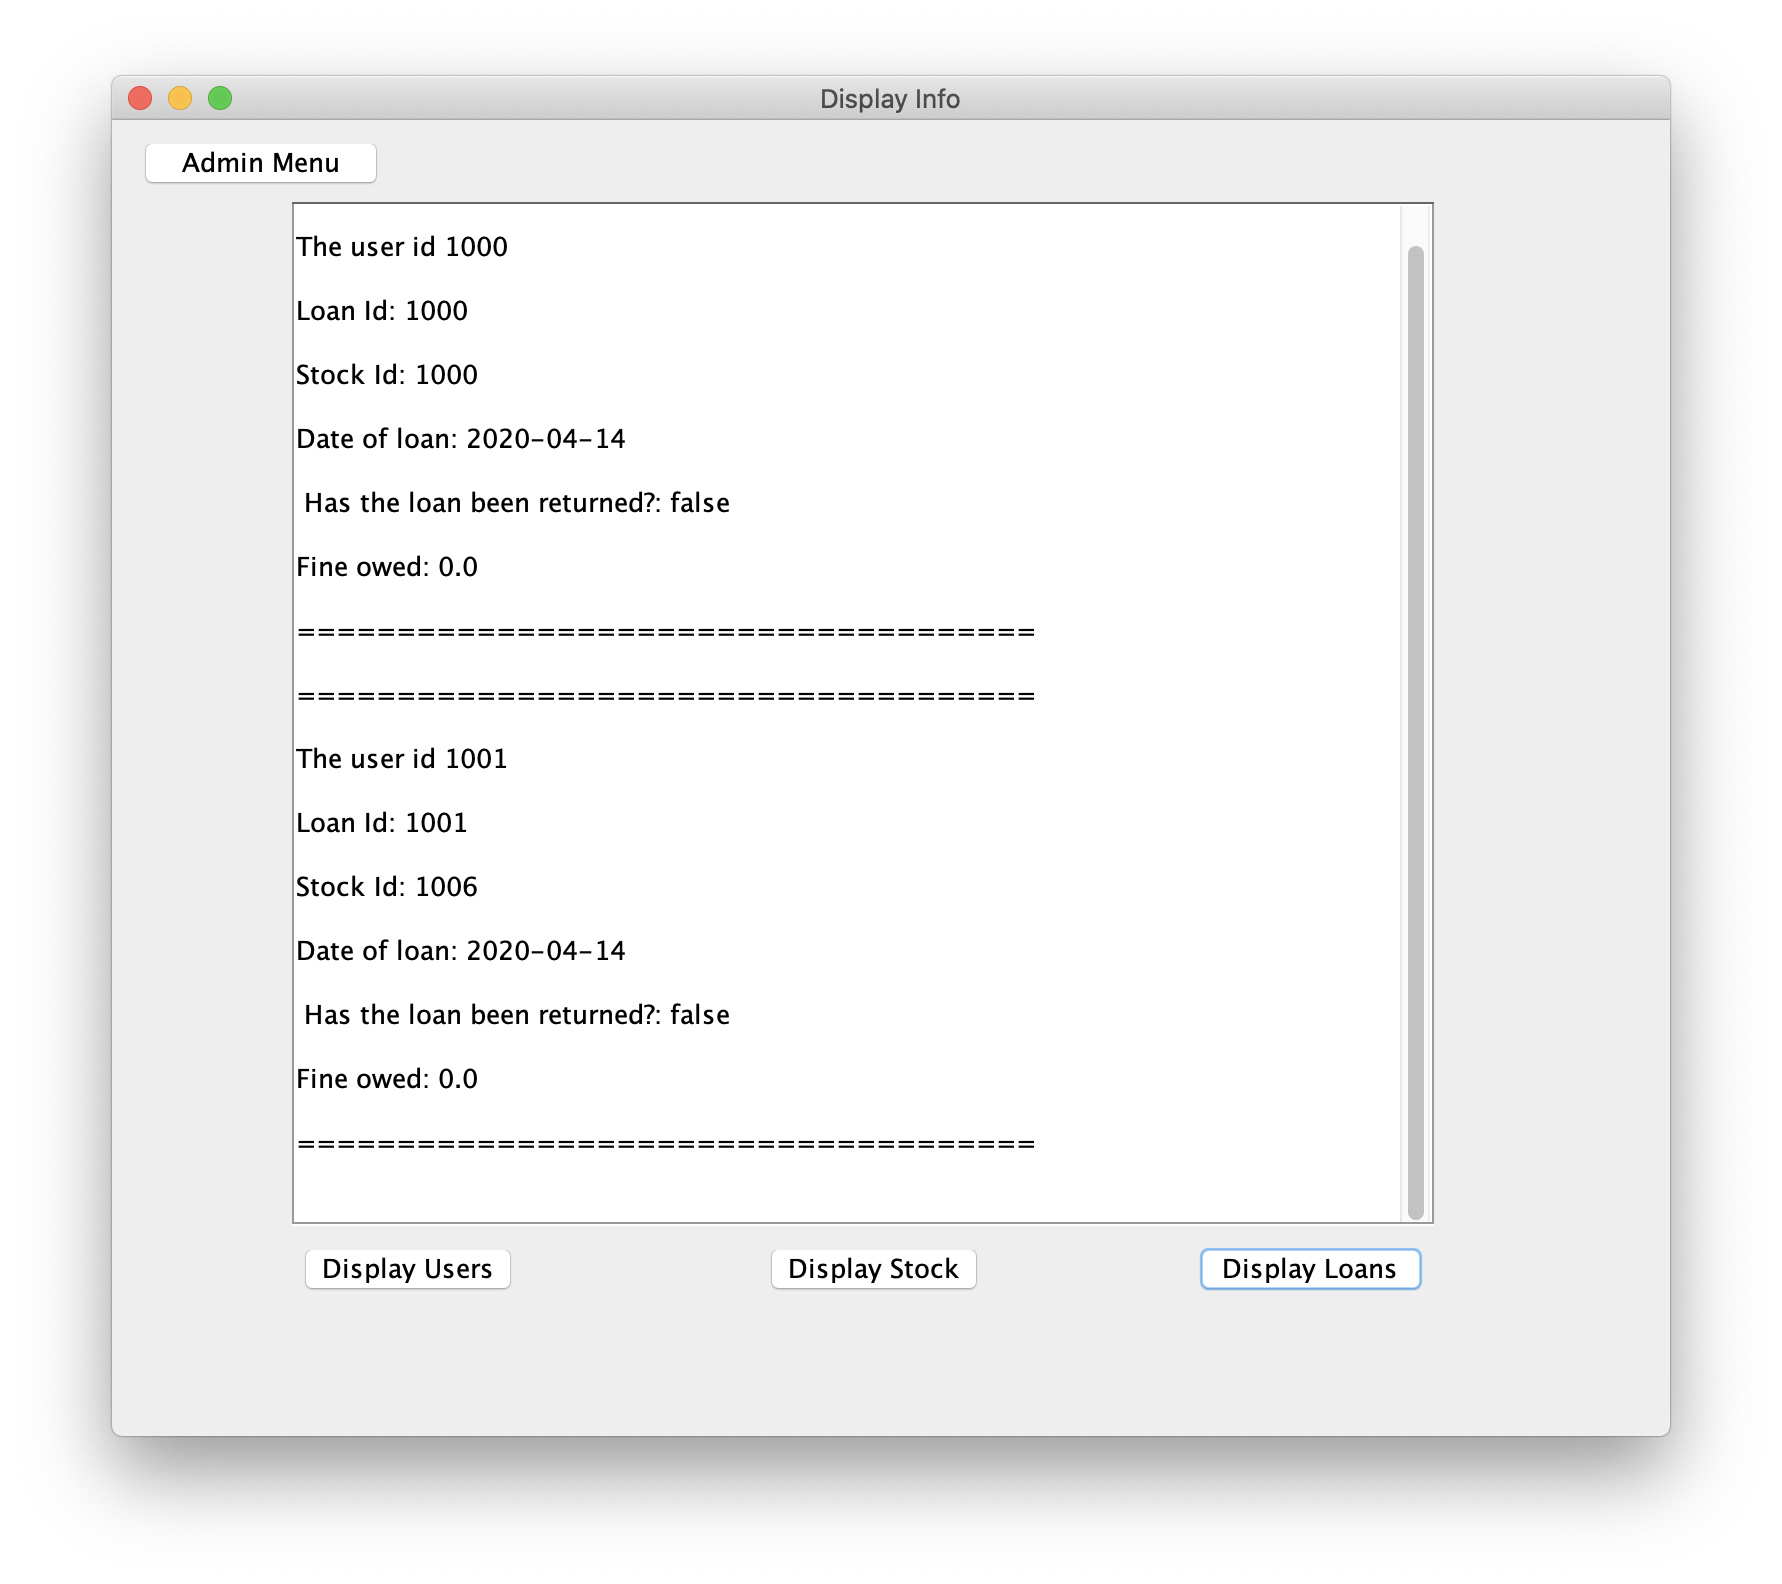 Display Info
Admin Menu
The user id 1000
Loan Id: 1000
Stock Id: 1000
Date of loan: 2020-04-14
Has the loan been returned?: false
Fine owed: 0.0
=====================================
=====================================
The user id 1001
Loan Id: 1001
Stock Id: 1006
Date of loan: 2020-04-14
Has the loan been returned?: false
Fine owed: 0.0
=====================================
Display Users
Display Stock
Display Loans